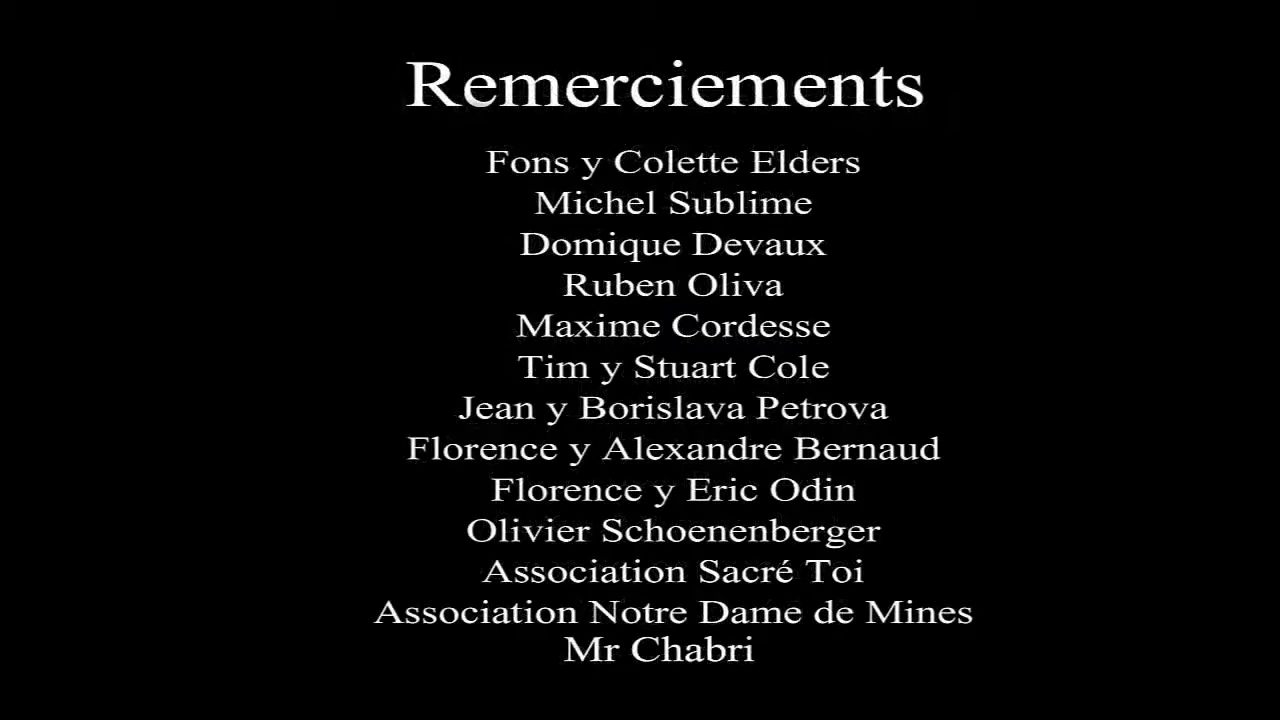 Remerciements
Fons y Colette Elders
Michel Sublime
Domique Devaux
Ruben Oliva
Maxime Cordesse
Tim y Stuart Cole
Jean y Borislava Petrova
Florence y Alexandre Bernaud
Florence y Eric Odin
Olivier Schoenenberger
Association Sacré Toi
Association Notre Dame de Mines
Mr Chabri